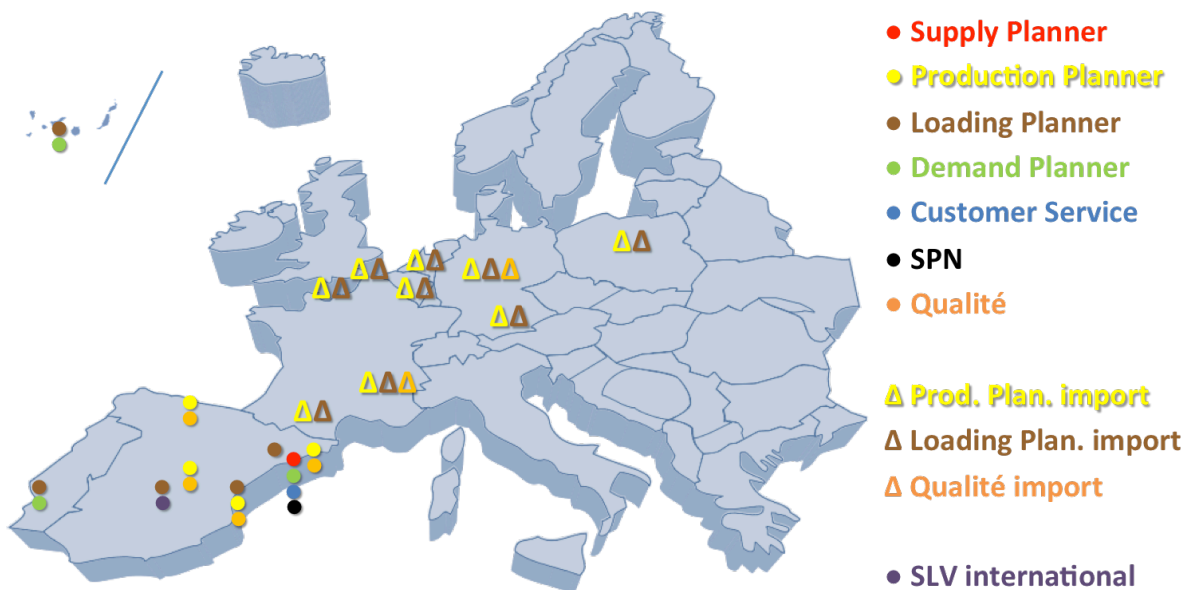 • Supply Planner
• Production Planner
• Loading Planner
• Demand Planner
• Customer Service
• SPN
• Qualité
Δ Prod. Plan. import
Δ Loading Plan. import
Δ Qualité import
• SLV international